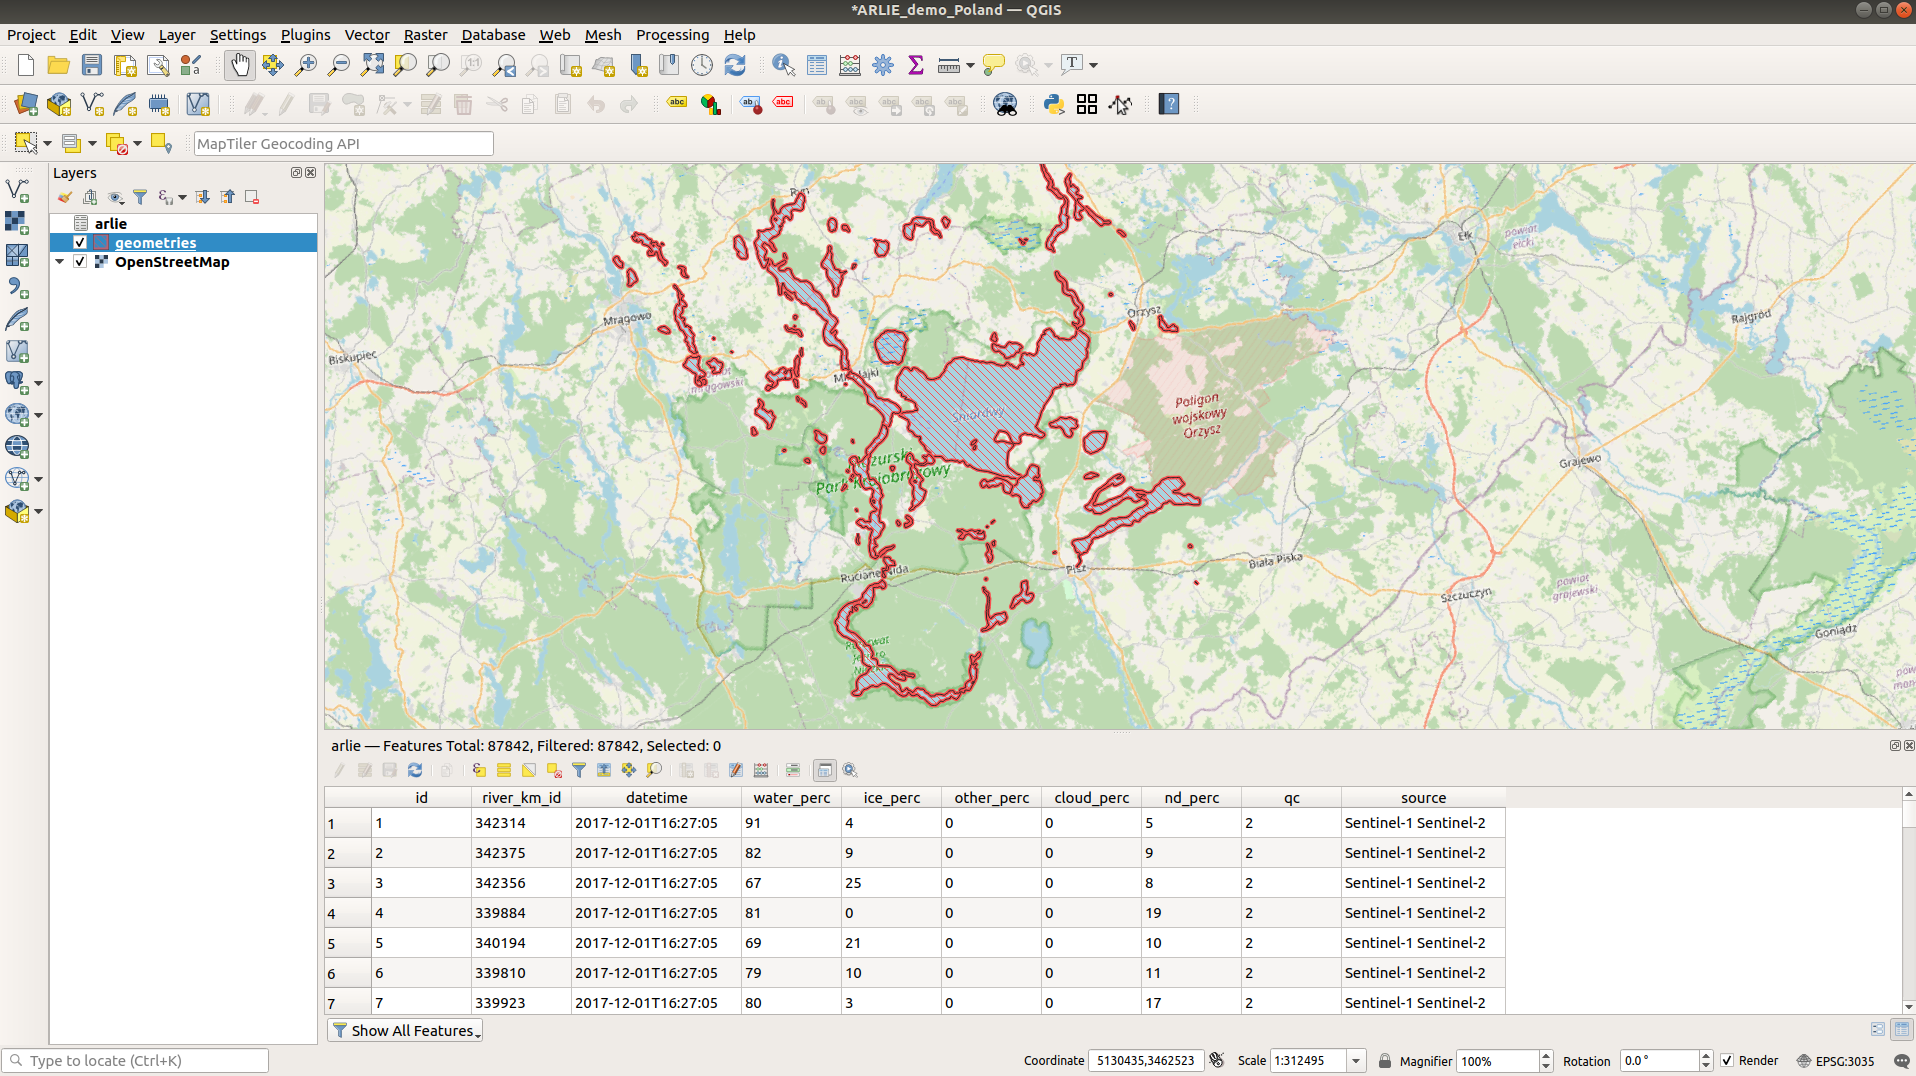 *ARLIE_demo_Poland — QGIS
Project Edit View Layer Settings Plugins Vector Raster Database Web Mesh Processing Help
MapTiler Geocoding API
Layers
arlie
geometries
OpenStreetMap
Ryn
Ełk
powiat
ełcki
Mrągowo
Orzysz
Rajgród
Biskupiec
Mikołajki
mrągowski
Śniardwy
Poligon
wojskowy
Orzysz
Mazurski
Park Krajobrazowy
Grajewo
Ruciane-Nida
Pisz
Biała Piska
powiat
grajewski
Szczuczyn
Goniądz
arlie — Features Total: 87842, Filtered: 87842, Selected: 0
id river_km_id datetime water_perc ice_perc other_perc cloud_perc nd_perc qc source
1 1 342314 2017-12-01T16:27:05 91 4 0 0 5 2 Sentinel-1 Sentinel-2
2 2 342375 2017-12-01T16:27:05 82 9 0 0 9 2 Sentinel-1 Sentinel-2
3 3 342356 2017-12-01T16:27:05 67 25 0 0 8 2 Sentinel-1 Sentinel-2
4 4 339884 2017-12-01T16:27:05 81 0 0 0 19 2 Sentinel-1 Sentinel-2
5 5 340194 2017-12-01T16:27:05 69 21 0 0 10 2 Sentinel-1 Sentinel-2
6 6 339810 2017-12-01T16:27:05 79 10 0 0 11 2 Sentinel-1 Sentinel-2
7 7 339923 2017-12-01T16:27:05 80 3 0 0 17 2 Sentinel-1 Sentinel-2
Show All Features
Type to locate (Ctrl+K)
Coordinate 5130435,3462523 Scale 1:312495 Magnifier 100% Rotation 0.0 ° Render EPSG:3035